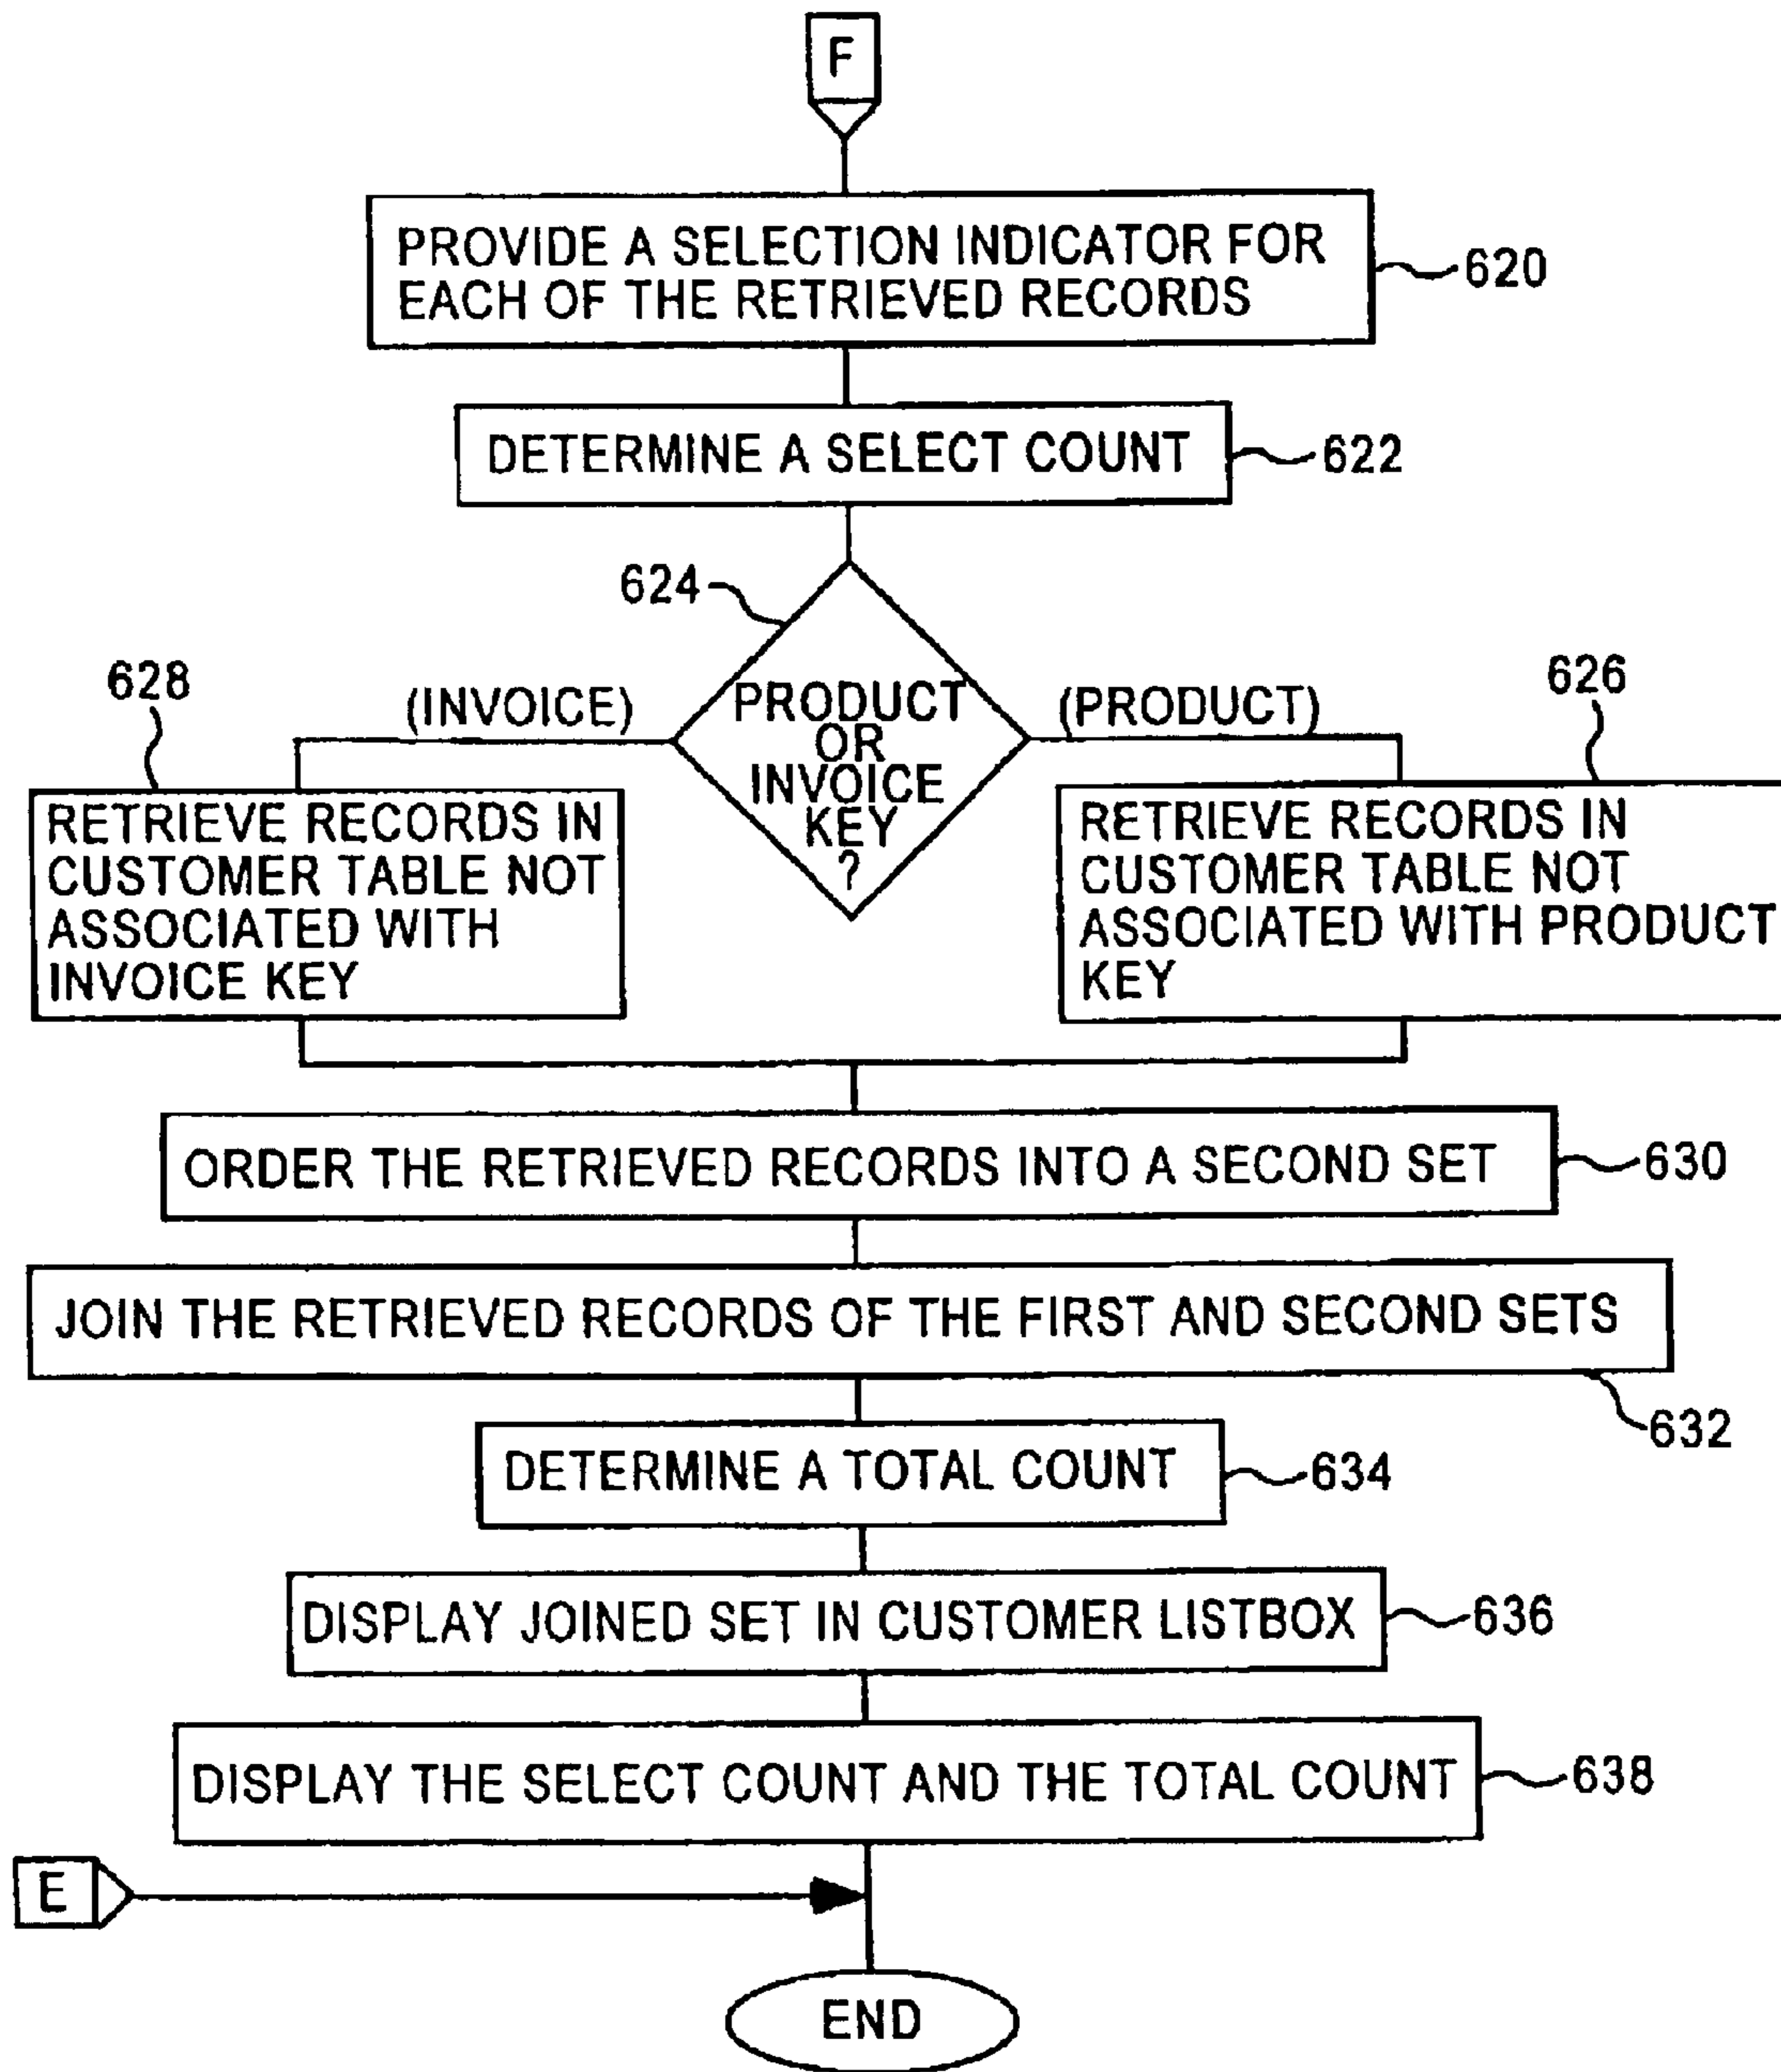 F
PROVIDE A SELECTION INDICATOR FOR
EACH OF THE RETRIEVED RECORDS
620
DETERMINE A SELECT COUNT
622
624
628
(INVOICE)
PRODUCT
OR
INVOICE
KEY
?
(PRODUCT)
626
RETRIEVE RECORDS IN
CUSTOMER TABLE NOT
ASSOCIATED WITH
INVOICE KEY
RETRIEVE RECORDS IN
CUSTOMER TABLE NOT
ASSOCIATED WITH PRODUCT
KEY
ORDER THE RETRIEVED RECORDS INTO A SECOND SET
630
JOIN THE RETRIEVED RECORDS OF THE FIRST AND SECOND SETS
632
DETERMINE A TOTAL COUNT
634
DISPLAY JOINED SET IN CUSTOMER LISTBOX
636
DISPLAY THE SELECT COUNT AND THE TOTAL COUNT
638
E
END